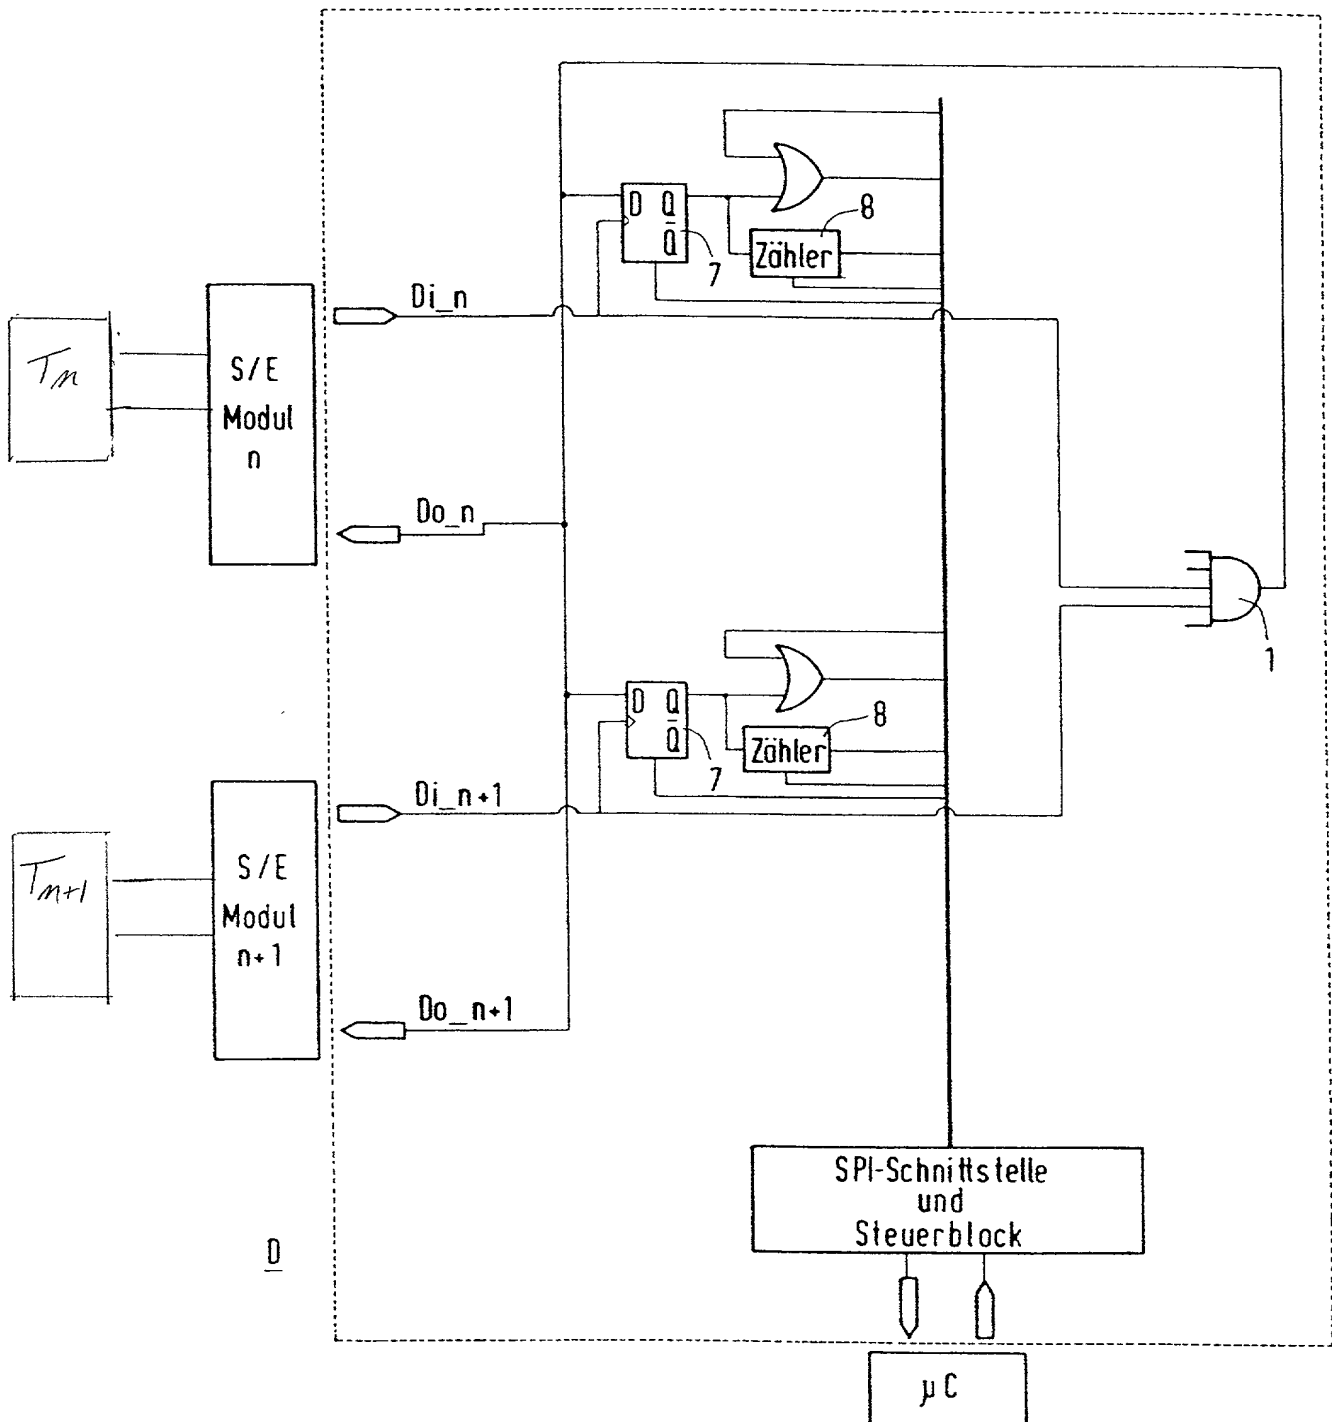 D Q
Q̅
7
8
Zähler
Di_n
Tn
S/E
Modul
n
Do_n
1
D Q
Q̅
7
8
Zähler
Di_n+1
Tn+1
S/E
Modul
n+1
Do_n+1
SPI-Schnittstelle
und
Steuerblock
D
µC